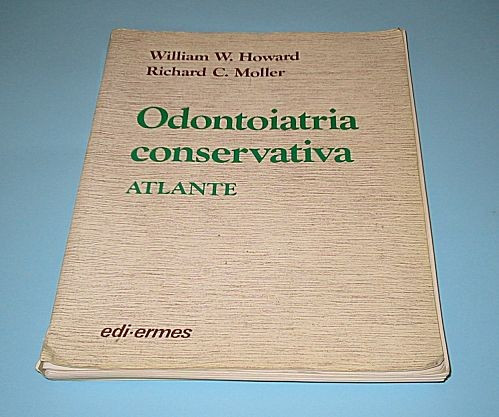 William W. Howard
Richard C. Moller
Odontoiatria
conservativa
ATLANTE
edi·ermes